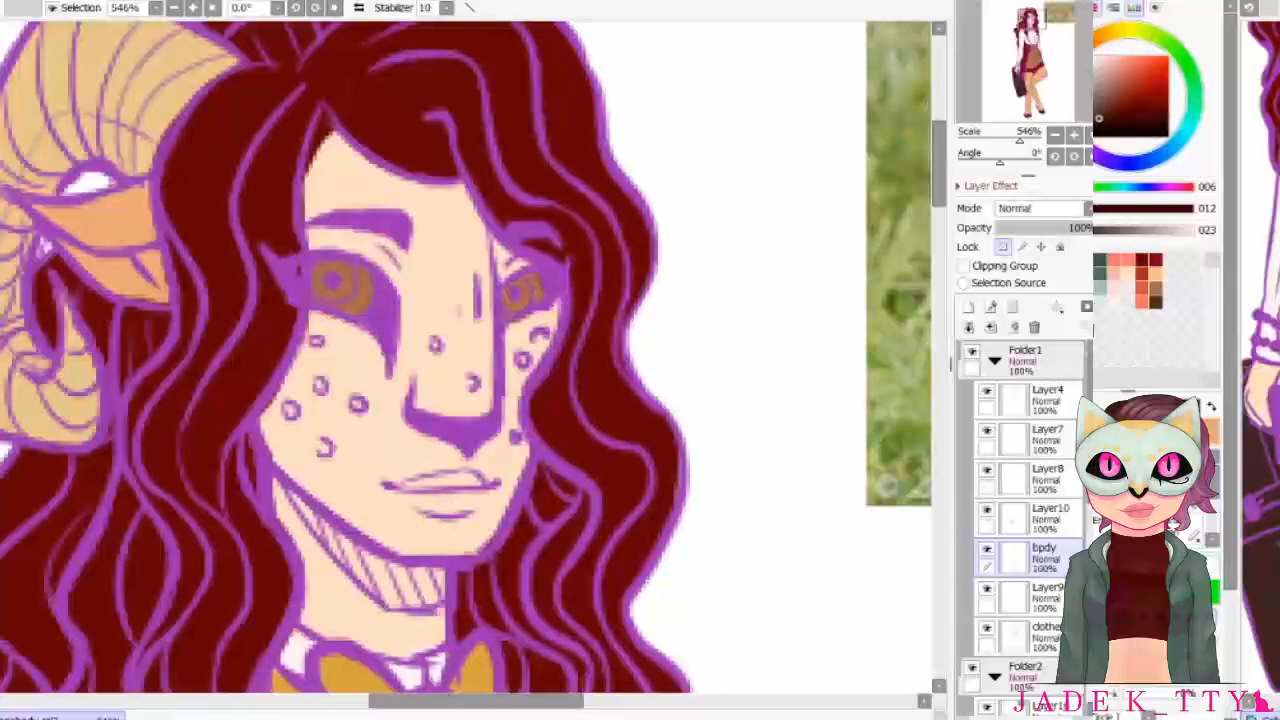 Selection 546% 0.0° Stabilizer 10
Scale 546%
Angle 0°
Layer Effect
Mode Normal
Opacity 100%
Lock
Clipping Group
Selection Source
006
012
023
Folder1
Normal
100%
Layer4
Normal
100%
Layer7
Normal
100%
Layer8
Normal
100%
Layer10
Normal
100%
bpdy
Normal
100%
Layer9
Normal
100%
clothe
Normal
100%
Folder2
Normal
100%
JADEK_TTY